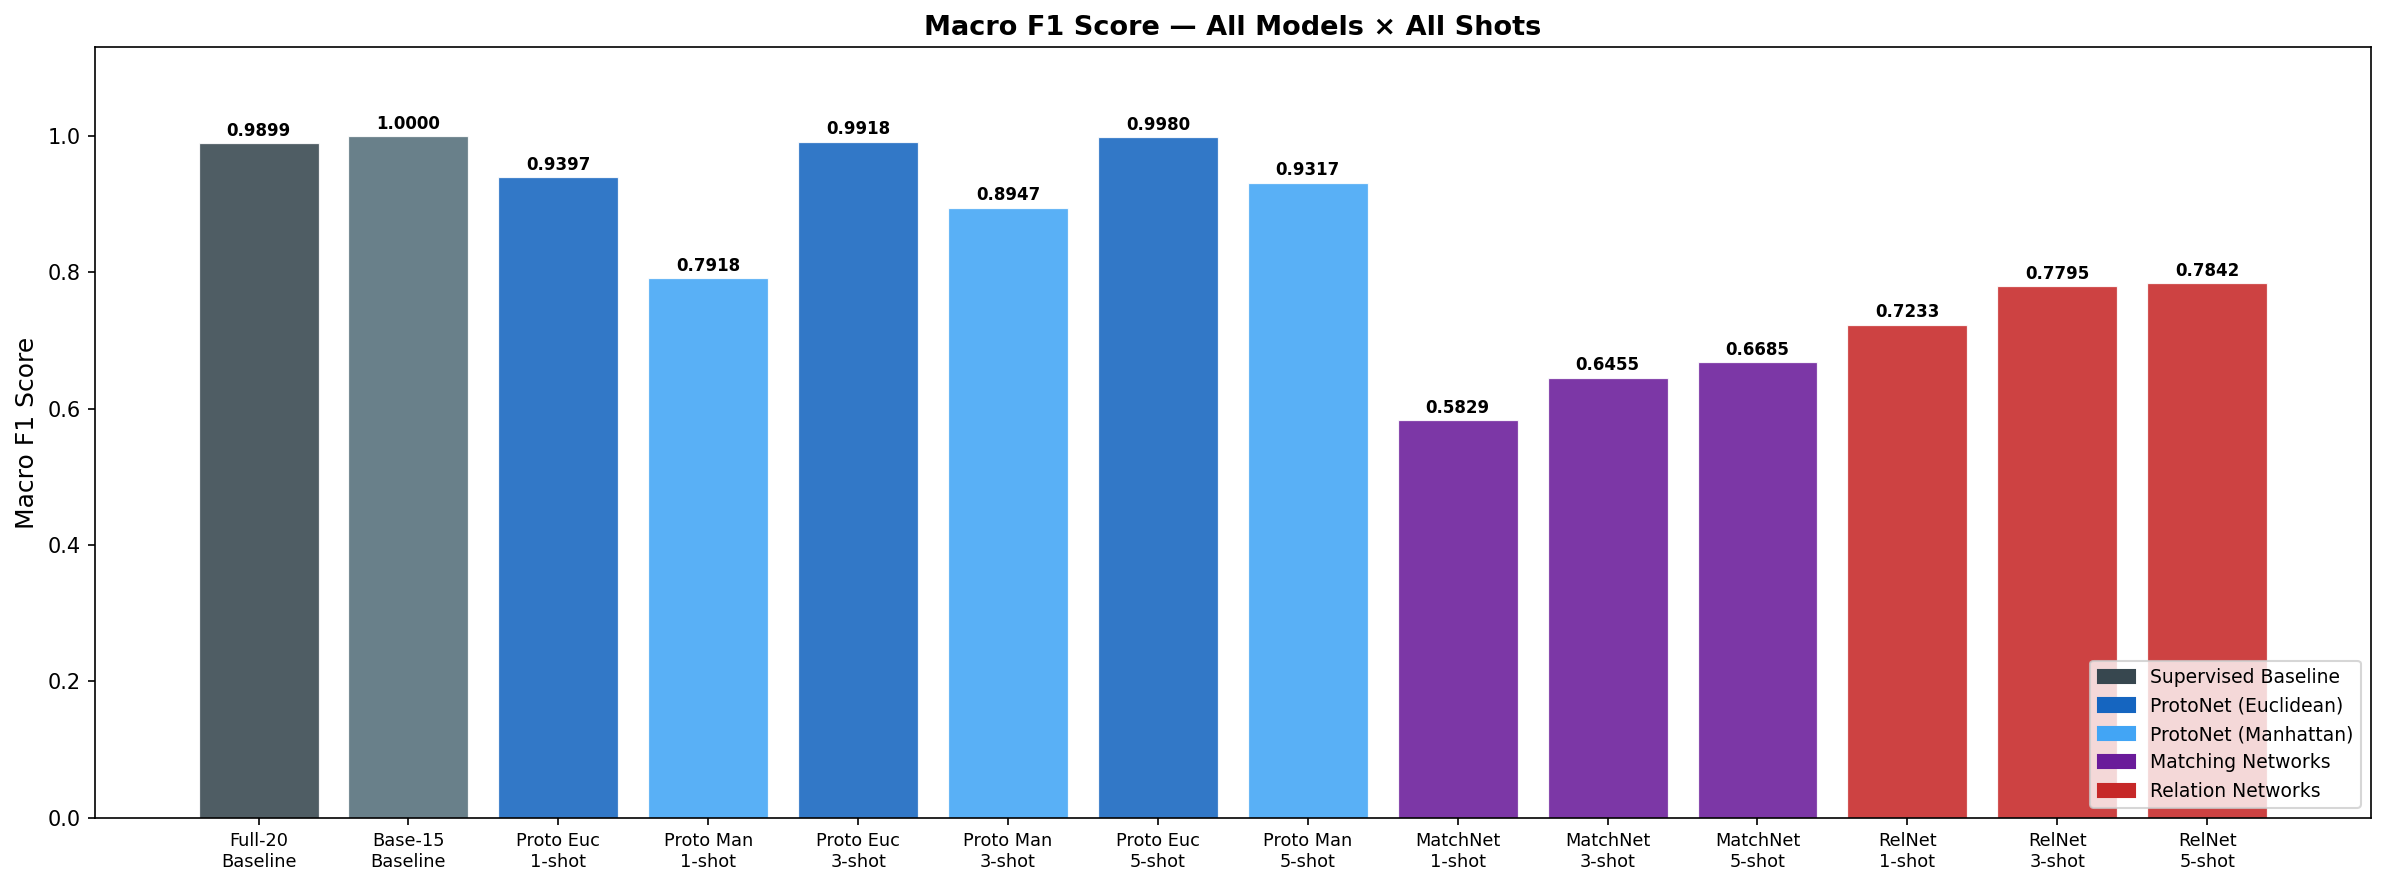 Macro F1 Score — All Models × All Shots
Macro F1 Score
1.0
0.8
0.6
0.4
0.2
0.0
0.9899
1.0000
0.9397
0.7918
0.9918
0.8947
0.9980
0.9317
0.5829
0.6455
0.6685
0.7233
0.7795
0.7842
Full-20
Baseline
Base-15
Baseline
Proto Euc
1-shot
Proto Man
1-shot
Proto Euc
3-shot
Proto Man
3-shot
Proto Euc
5-shot
Proto Man
5-shot
MatchNet
1-shot
MatchNet
3-shot
MatchNet
5-shot
RelNet
1-shot
RelNet
3-shot
RelNet
5-shot
Supervised Baseline
ProtoNet (Euclidean)
ProtoNet (Manhattan)
Matching Networks
Relation Networks